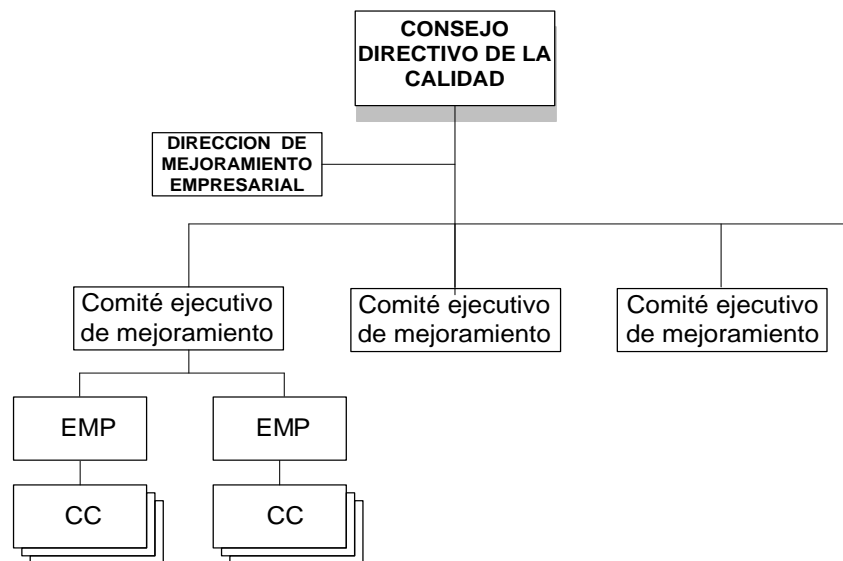 CONSEJO
DIRECTIVO DE LA
CALIDAD
DIRECCION DE
MEJORAMIENTO
EMPRESARIAL
Comité ejecutivo
de mejoramiento
Comité ejecutivo
de mejoramiento
Comité ejecutivo
de mejoramiento
EMP
EMP
CC
CC